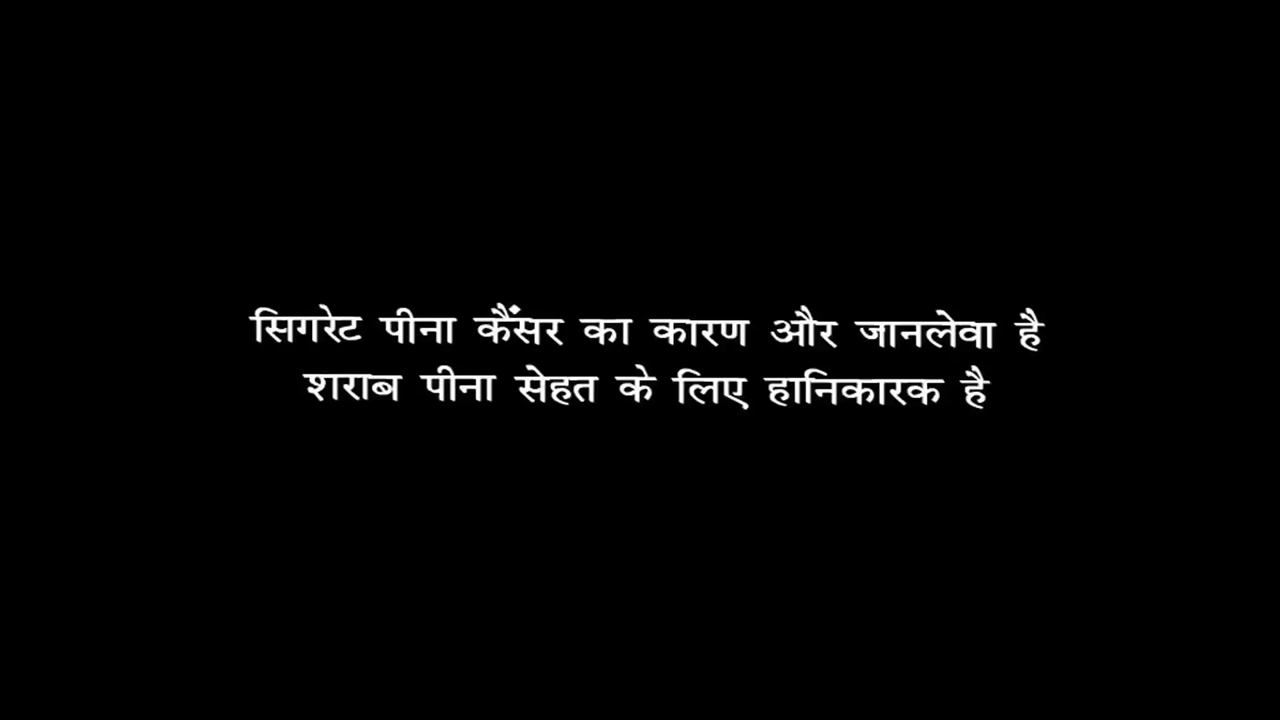 सिगरेट पीना कैंसर का कारण और जानलेवा है
शराब पीना सेहत के लिए हानिकारक है